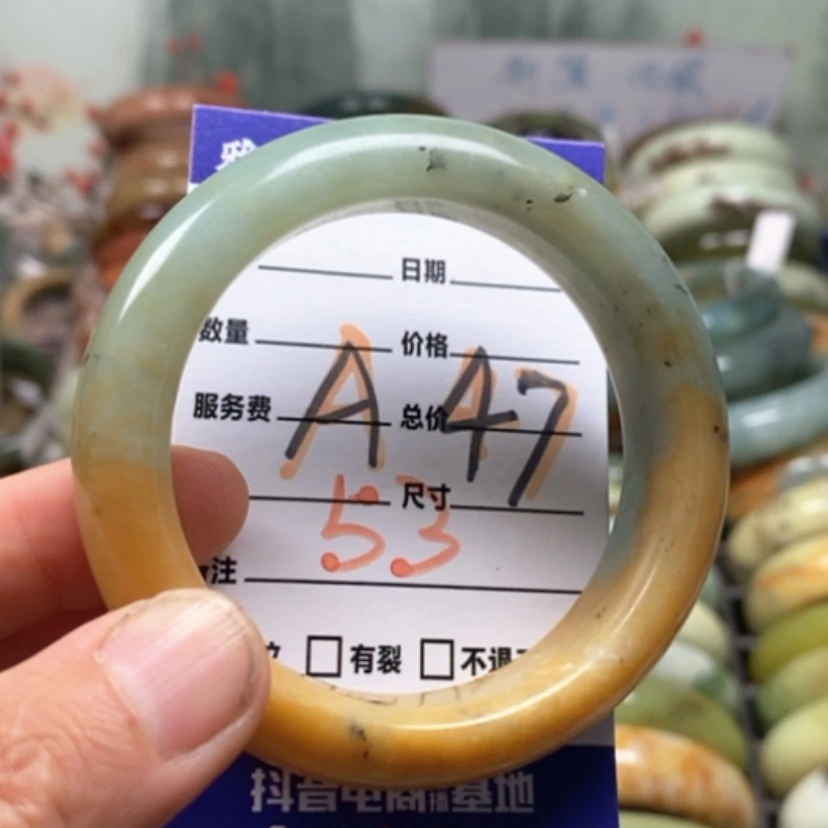 日期
数量 价格
A 47
服务费 总价
尺寸
53
注
有裂 不退
抖音电商 基地